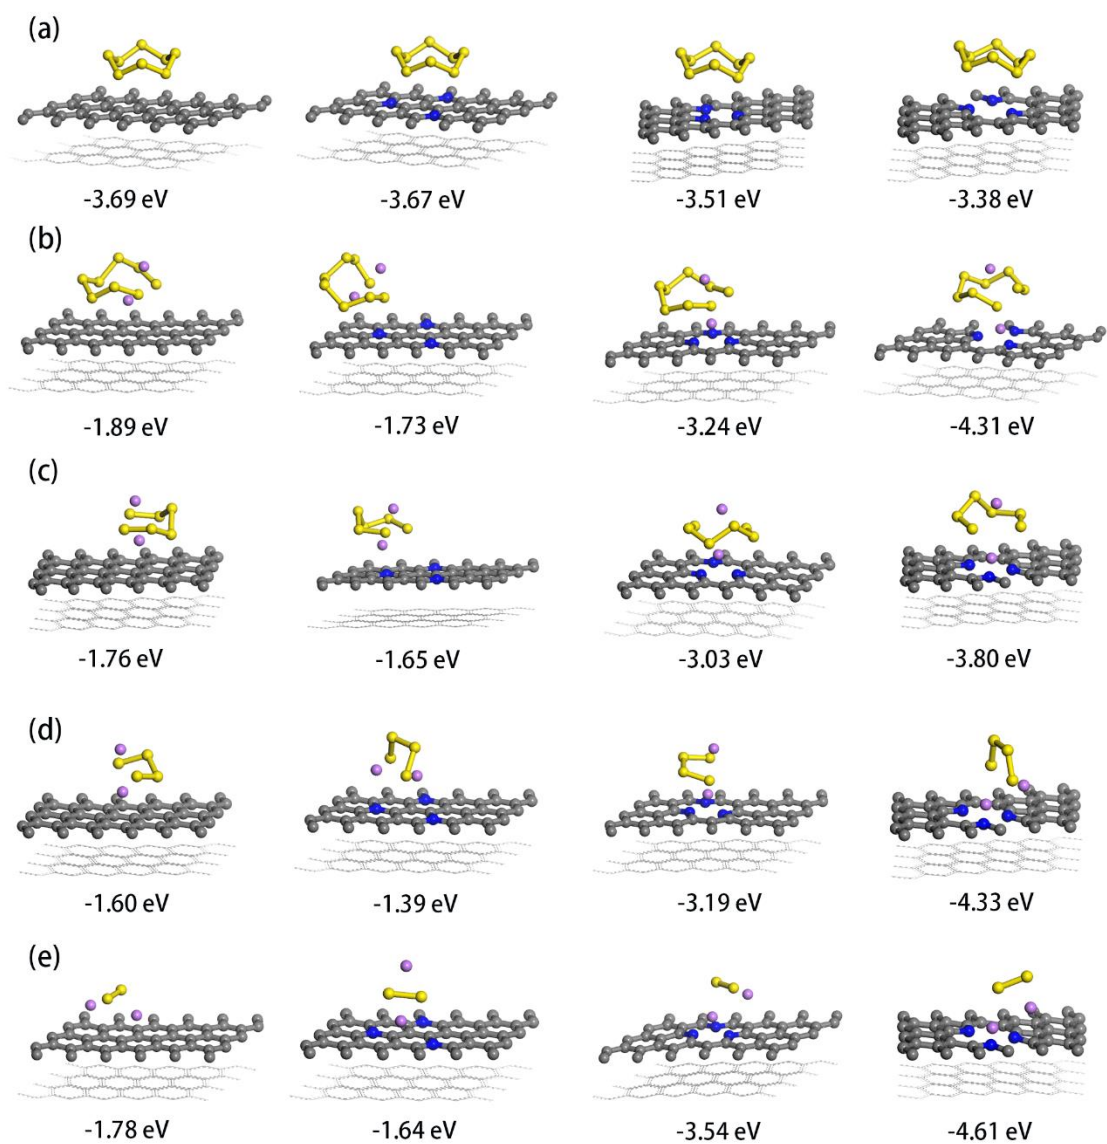 (a)
-3.69 eV -3.67 eV -3.51 eV -3.38 eV
(b)
-1.89 eV -1.73 eV -3.24 eV -4.31 eV
(c)
-1.76 eV -1.65 eV -3.03 eV -3.80 eV
(d)
-1.60 eV -1.39 eV -3.19 eV -4.33 eV
(e)
-1.78 eV -1.64 eV -3.54 eV -4.61 eV